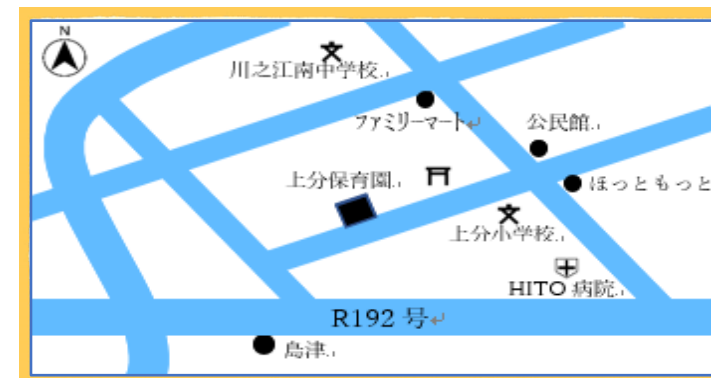 N
川之江南中学校
ファミリーマート
公民館
上分保育園
ほっともっと
上分小学校
HITO 病院
R192 号
島津